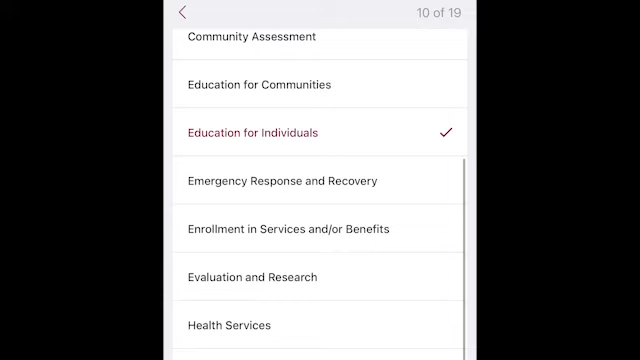 10 of 19
Community Assessment
Education for Communities
Education for Individuals
Emergency Response and Recovery
Enrollment in Services and/or Benefits
Evaluation and Research
Health Services